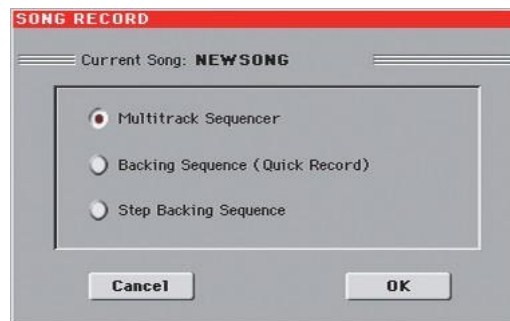 SONG RECORD
Current Song: NEWSONG
Multitrack Sequencer
Backing Sequence (Quick Record)
Step Backing Sequence
Cancel OK